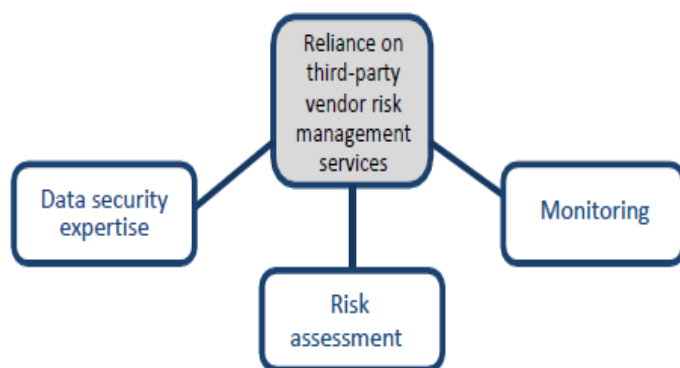 Reliance on
third-party
vendor risk
management
services
Data security
expertise
Monitoring
Risk
assessment